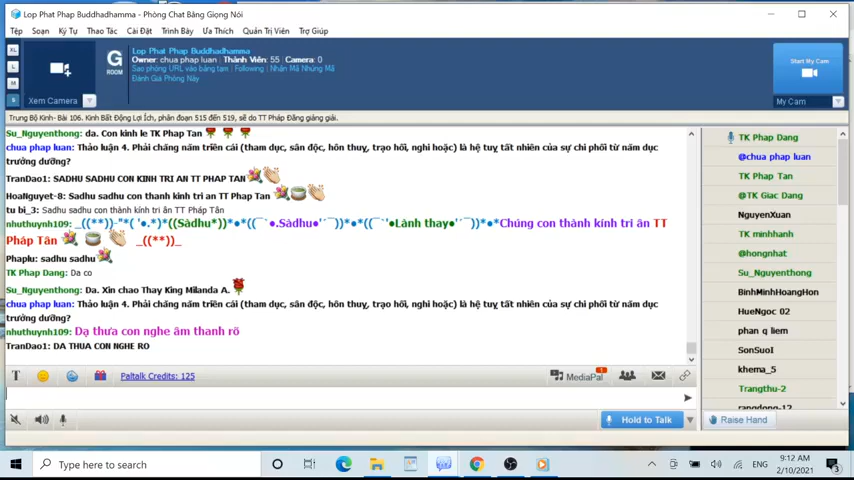 Lop Phat Phap Buddhadhamma - Phòng Chat Bằng Giọng Nói
Tệp Soạn Ký Tự Thao Tác Cài Đặt Trình Bày Ưa Thích Quản Trị Viên Trợ Giúp
XL
L
M
S
Xem Camera
G
ROOM
Lop Phat Phap Buddhadhamma
Owner: chua phap luan | Thành Viên: 55 | Camera: 0
Sao phóng URL vào bảng tạm | Following | Nhấn Mã Nhúng Mã
Đánh Giá Phòng Này
Start My Cam
My Cam
Trung Bộ Kinh- Bài 106. Kinh Bất Động Lợi Ích, phân đoạn 515 đến 519, sẽ do TT Pháp Đăng giảng giải.
Su_Nguyenthong: da. Con kinh le TK Phap Tan
chua phap luan: Thảo luận 4. Phải chăng năm triền cái (tham dục, sân độc, hôn thuỵ, trạo hối, nghi hoặc) là hệ tuỵ tất nhiên của sự chi phối từ năm dục
trưởng dưỡng?
TranDao1: SADHU SADHU CON KINH TRI AN TT PHAP TAN
HoaNguyet-8: Sadhu sadhu con thanh kinh tri an TT Phap Tan
tu bi_3: Sadhu sadhu con thành kính tri ân TT Pháp Tân
nhuthuynh109: _((**))-"*( '•.*)*((Sàdhu*))*•*((¯`•.Sàdhu•'´¯))*•*((¯`'•Lành thay•'´¯))*•*Chúng con thành kính tri ân TT
Pháp Tân _((**))_
Phaplu: sadhu sadhu
TK Phap Dang: Da co
Su_Nguyenthong: Da. Xin chao Thay King Milanda A.
chua phap luan: Thảo luận 4. Phải chăng năm triền cái (tham dục, sân độc, hôn thuỵ, trạo hối, nghi hoặc) là hệ tuỵ tất nhiên của sự chi phối từ năm dục
trưởng dưỡng?
nhuthuynh109: Dạ thưa con nghe âm thanh rõ
TranDao1: DA THUA CON NGHE RO
T Paltalk Credits: 125 MediaPal 1
Hold to Talk
TK Phap Dang
@chua phap luan
TK Phap Tan
@TK Giac Dang
NguyenXuan
TK minhhanh
@hongnhat
Su_Nguyenthong
BinhMinhHoangHon
HueNgoc 02
phan q liem
SonSuoI
khema_5
Trangthu-2
rangdong-12
Raise Hand
Type here to search
ENG
9:12 AM
2/10/2021
3